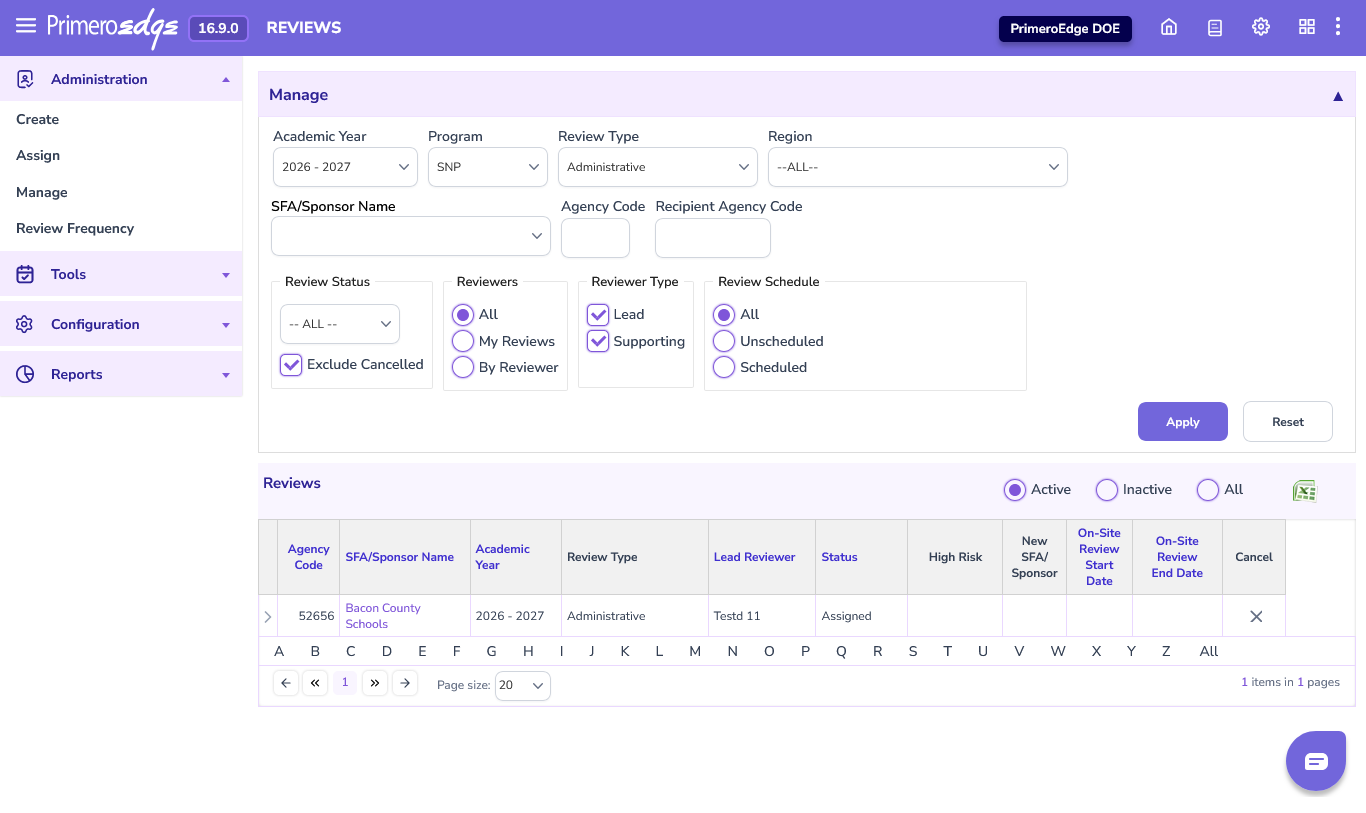 Primeroedge 16.9.0 REVIEWS PrimeroEdge DOE
Administration
Create
Assign
Manage
Review Frequency
Tools
Configuration
Reports
Manage
Academic Year Program Review Type Region
2026 - 2027 SNP Administrative --ALL--
SFA/Sponsor Name Agency Code Recipient Agency Code
Review Status Reviewers Reviewer Type Review Schedule
-- ALL -- All Lead All
My Reviews Supporting Unscheduled
Exclude Cancelled By Reviewer Scheduled
Apply Reset
Reviews Active Inactive All
Agency Code SFA/Sponsor Name Academic Year Review Type Lead Reviewer Status High Risk New SFA/ Sponsor On-Site Review Start Date On-Site Review End Date Cancel
52656 Bacon County Schools 2026 - 2027 Administrative Testd 11 Assigned
A B C D E F G H I J K L M N O P Q R S T U V W X Y Z All
1 Page size: 20 1 items in 1 pages